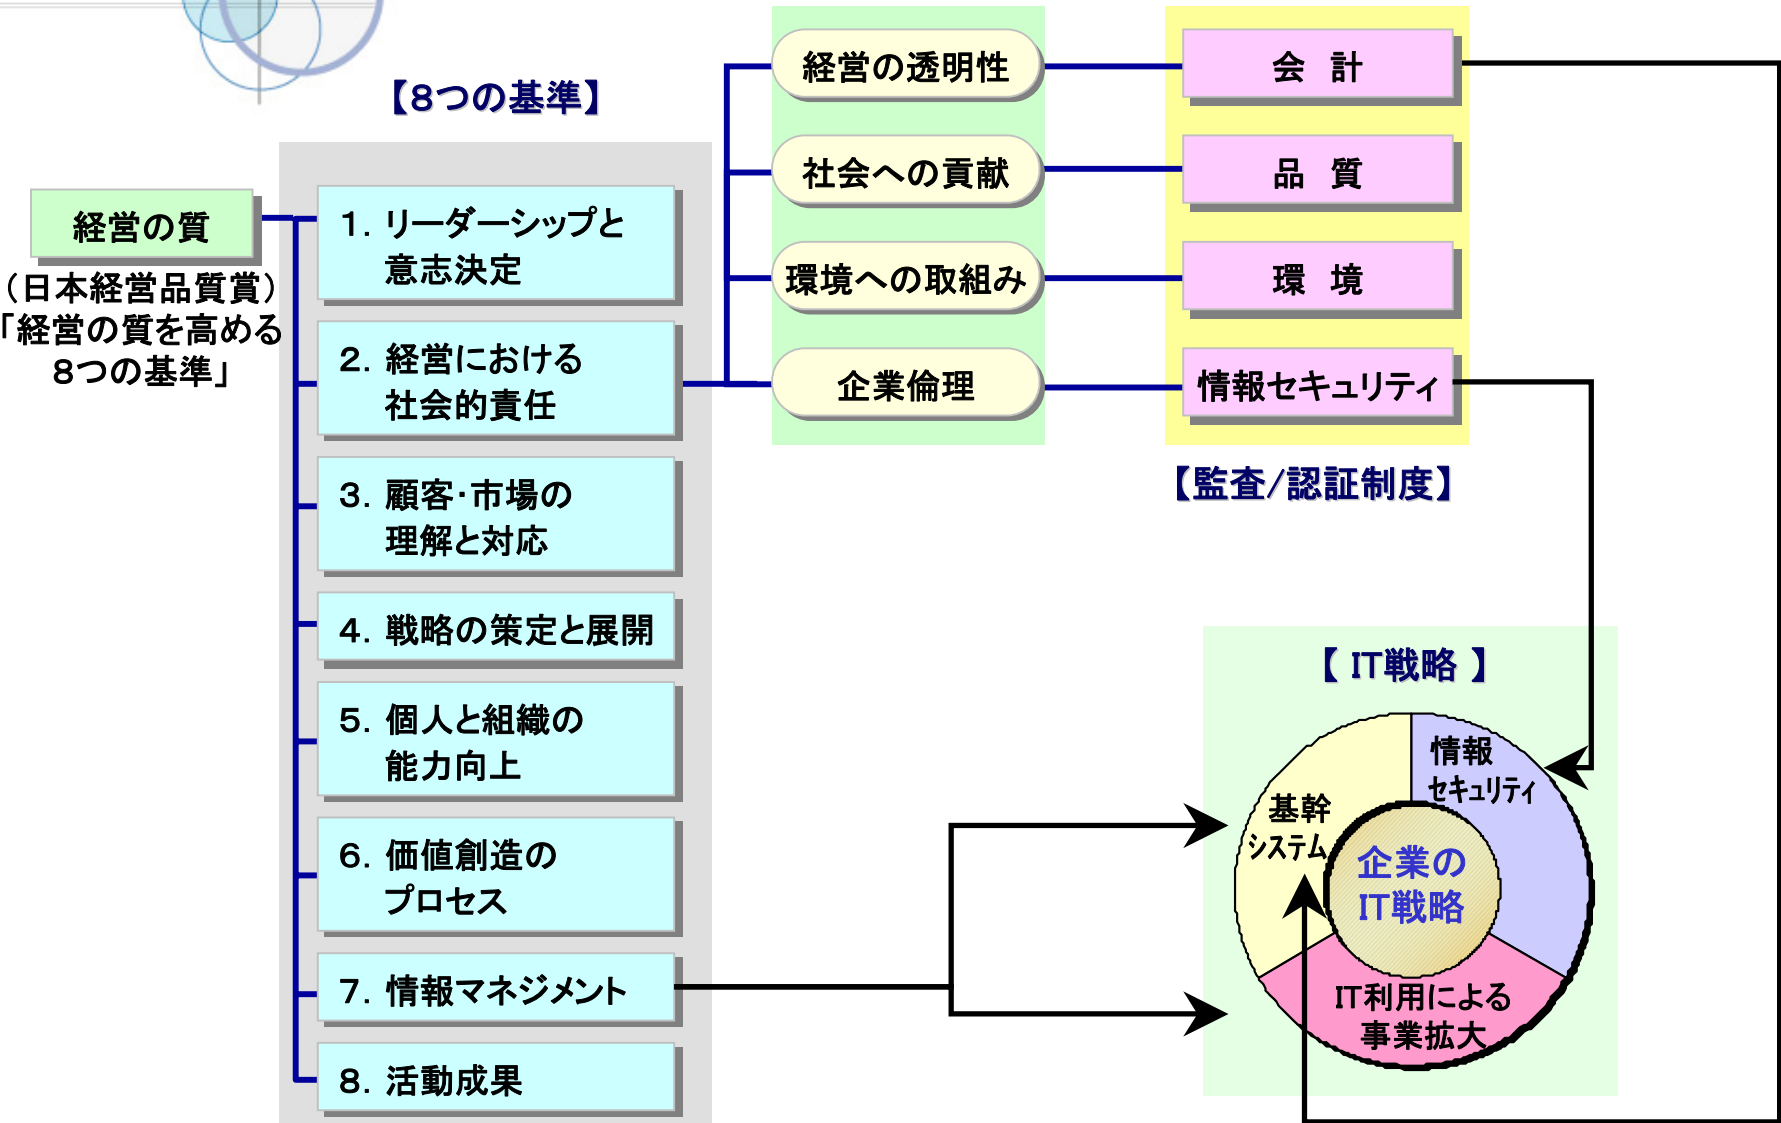 【8つの基準】
経営の質
（日本経営品質賞）
「経営の質を高める
8つの基準」
1. リーダーシップと
意志決定
2. 経営における
社会的責任
3. 顧客・市場の
理解と対応
4. 戦略の策定と展開
5. 個人と組織の
能力向上
6. 価値創造の
プロセス
7. 情報マネジメント
8. 活動成果
経営の透明性
社会への貢献
環境への取組み
企業倫理
会 計
品 質
環 境
情報セキュリティ
【監査/認証制度】
【 IT戦略 】
情報
セキュリティ
基幹
システム
企業の
IT戦略
IT利用による
事業拡大